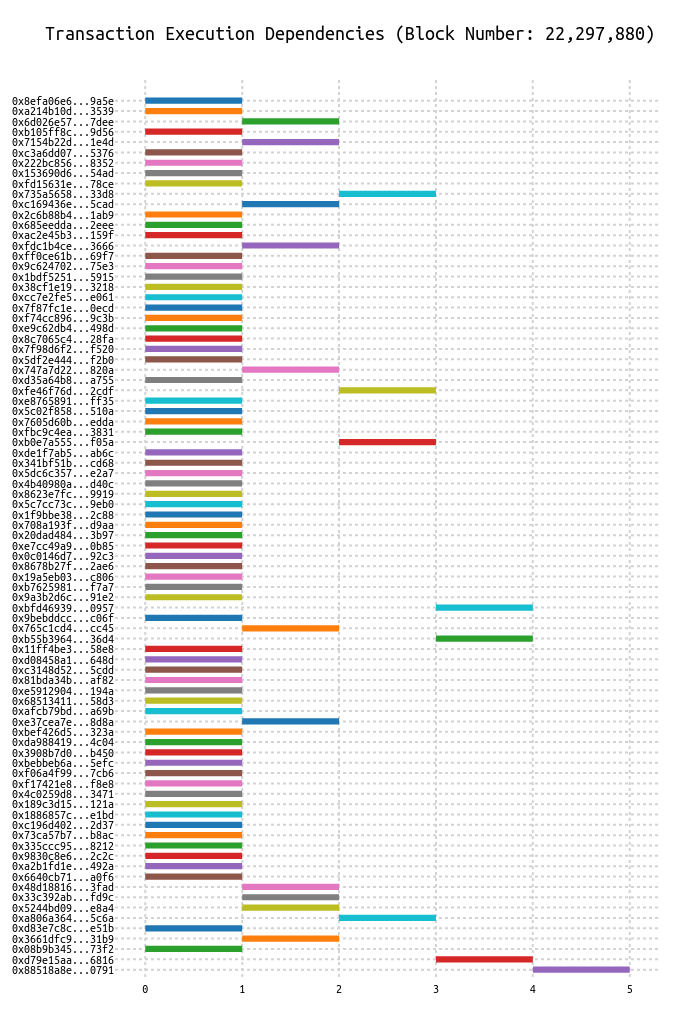 Transaction Execution Dependencies (Block Number: 22,297,880)
0x8efa06e6...9a5e
0xa214b10d...3539
0x6d026e57...7dee
0xb105ff8c...9d56
0x7154b22d...1e4d
0xc3a6dd07...5376
0x222bc856...8352
0x153690d6...54ad
0xfd15631e...78ce
0x735a5658...33d8
0xc169436e...5cad
0x2c6b88b4...1ab9
0x685eedda...2eee
0xac2e45b3...159f
0xfdc1b4ce...3666
0xff0ce61b...69f7
0x9c624702...75e3
0x1bdf5251...5915
0x38cf1e19...3218
0xcc7e2fe5...e061
0x7f87fc1e...0ecd
0xf74cc896...9c3b
0xe9c62db4...498d
0x8c7065c4...28fa
0x7f98d6f2...f520
0x5df2e444...f2b0
0x747a7d22...820a
0xd35a64b8...a755
0xfe46f76d...2cdf
0xe8765891...ff35
0x5c02f858...510a
0x7605d60b...edda
0xfbc9c4ea...3831
0xb0e7a555...f05a
0xde1f7ab5...ab6c
0x341bf51b...cd68
0x5dc6c357...e2a7
0x4b40980a...d40c
0x8623e7fc...9919
0x5c7cc73c...9eb0
0x1f9bbe38...2c88
0x708a193f...d9aa
0x20dad484...3b97
0xe7cc49a9...0b85
0x0c0146d7...92c3
0x8678b27f...2ae6
0x19a5eb03...c806
0xb7625981...f7a7
0x9a3b2d6c...91e2
0xbfd46939...0957
0x9bebddcc...c06f
0x765c1cd4...cc45
0xb55b3964...36d4
0x11ff4be3...58e8
0xd08458a1...648d
0xc3148d52...5cdd
0x81bda34b...af82
0xe5912904...194a
0x68513411...58d3
0xafcb79bd...a69b
0xe37cea7e...8d8a
0xbef426d5...323a
0xda988419...4c04
0x3908b7d0...b450
0xbebbeb6a...5efc
0xf06a4f99...7cb6
0xf17421e8...f8e8
0x4c0259d8...3471
0x189c3d15...121a
0x1886857c...e1bd
0xc196d402...2d37
0x73ca57b7...b8ac
0x335ccc95...8212
0x9830c8e6...2c2c
0xa2b1fd1e...492a
0x6640cb71...a0f6
0x48d18816...3fad
0x33c392ab...fd9c
0x5244bd09...e8a4
0xa806a364...5c6a
0xd83e7c8c...e51b
0x3661dfc9...31b9
0x08b9b345...73f2
0xd79e15aa...6816
0x88518a8e...0791
0 1 2 3 4 5